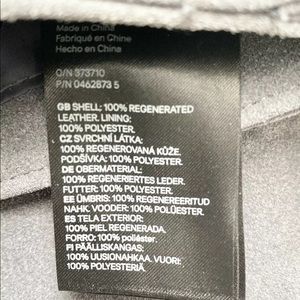 Made in China
Fabriqué en Chine
Hecho en China
O/N 373710
P/N 0462873 5
GB SHELL: 100% REGENERATED
LEATHER. LINING:
100% POLYESTER.
CZ SVRCHNÍ LÁTKA:
100% REGENEROVANÁ KŮŽE.
PODŠÍVKA: 100% POLYESTER.
DE OBERMATERIAL:
100% REGENERIERTES LEDER.
FUTTER: 100% POLYESTER.
EE ÜMBRIS: 100% REGENEREERITUD
NAHK. VOODER: 100% POLÜESTER.
ES TELA EXTERIOR:
100% PIEL REGENERADA.
FORRO: 100% poliéster.
FI PÄÄLLISKANGAS:
100% UUSIONAHKAA. VUORI:
100% POLYESTERIÄ.